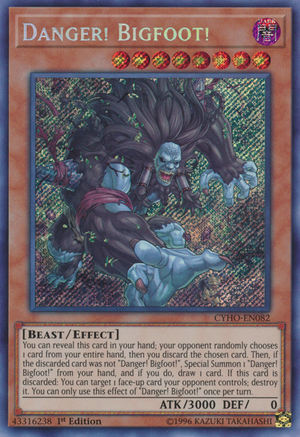 Danger! Bigfoot!
DARK
CYHO-EN082
[Beast/Effect]
You can reveal this card in your hand; your opponent randomly chooses
1 card from your entire hand, then you discard the chosen card. Then, if
the discarded card was not "Danger! Bigfoot!", Special Summon 1 "Danger!
Bigfoot!" from your hand, and if you do, draw 1 card. If this card is
discarded: You can target 1 face-up card your opponent controls; destroy
it. You can only use this effect of "Danger! Bigfoot!" once per turn.
ATK/3000 DEF/ 0
43316238 1st Edition ©1996 KAZUKI TAKAHASHI